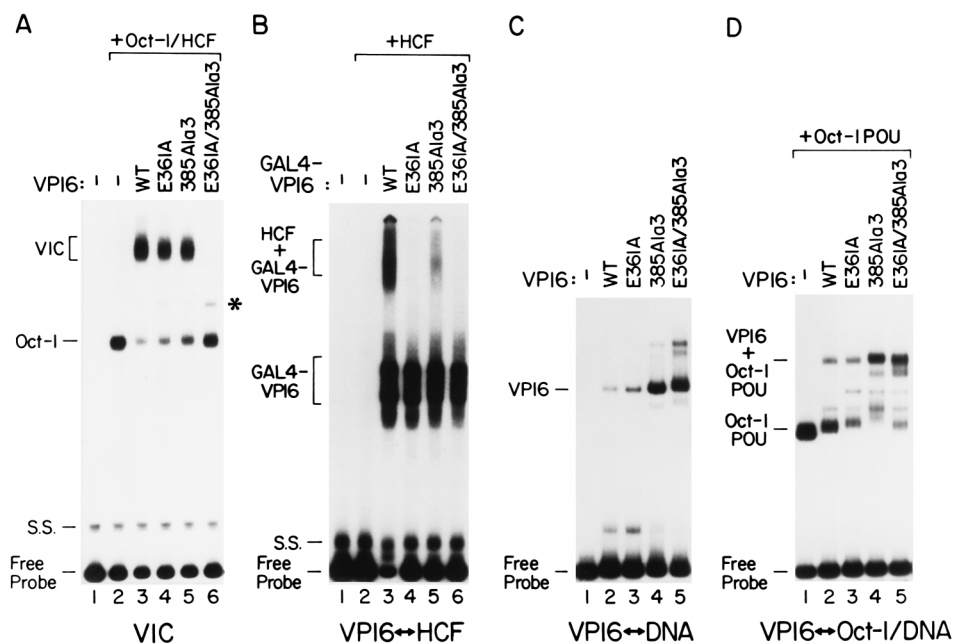 A
+Oct-1/HCF
VP16:
–
–
WT
E361A
385Ala3
E361A/385Ala3
VIC
*
Oct-1
S.S.
Free
Probe
1 2 3 4 5 6
VIC
B
+HCF
GAL4–
VP16:
–
–
WT
E361A
385Ala3
E361A/385Ala3
HCF
+
GAL4–
VP16
GAL4–
VP16
S.S.
Free
Probe
1 2 3 4 5 6
VP16↔HCF
C
VP16:
–
WT
E361A
385Ala3
E361A/385Ala3
VP16
Free
Probe
1 2 3 4 5
VP16↔DNA
D
+Oct-1 POU
VP16:
–
WT
E361A
385Ala3
E361A/385Ala3
VP16
+
Oct-1
POU
Oct-1
POU
Free
Probe
1 2 3 4 5
VP16↔Oct-1/DNA